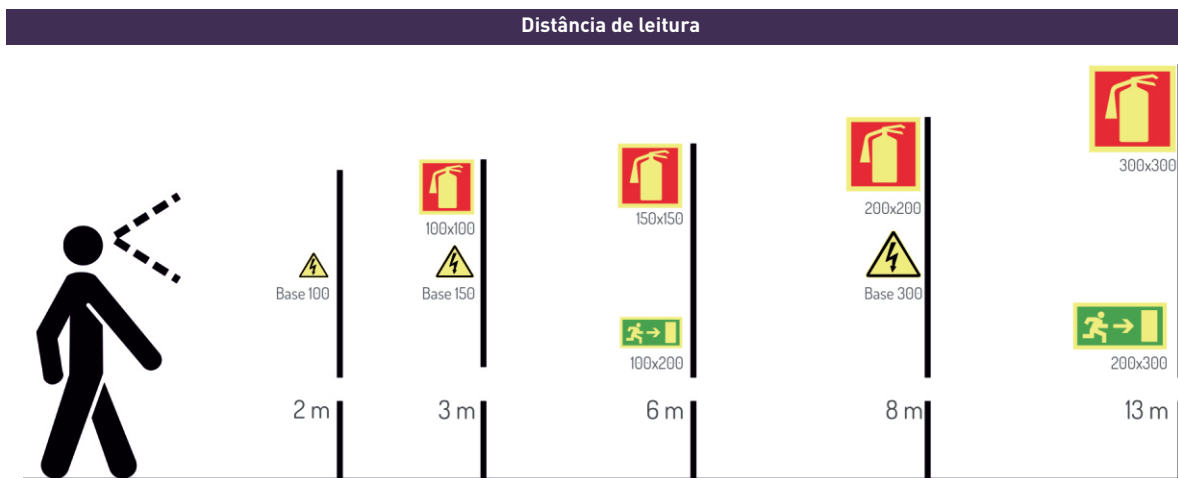 Distância de leitura
Base 100
2 m
100x100
Base 150
3 m
150x150
100x200
6 m
200x200
Base 300
8 m
300x300
200x300
13 m